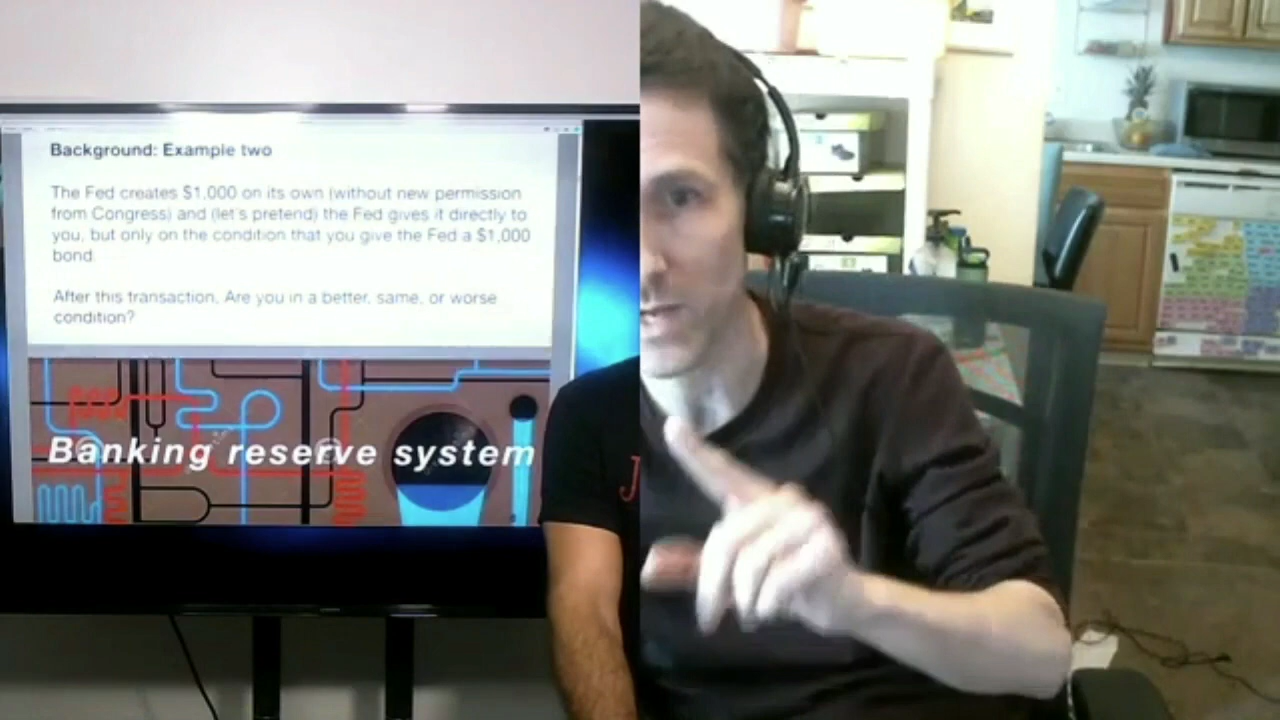 Background: Example two
The Fed creates $1,000 on its own (without new permission
from Congress) and (let's pretend) the Fed gives it directly to
you, but only on the condition that you give the Fed a $1,000
bond.
After this transaction, Are you in a better, same, or worse
condition?
Banking reserve system
J